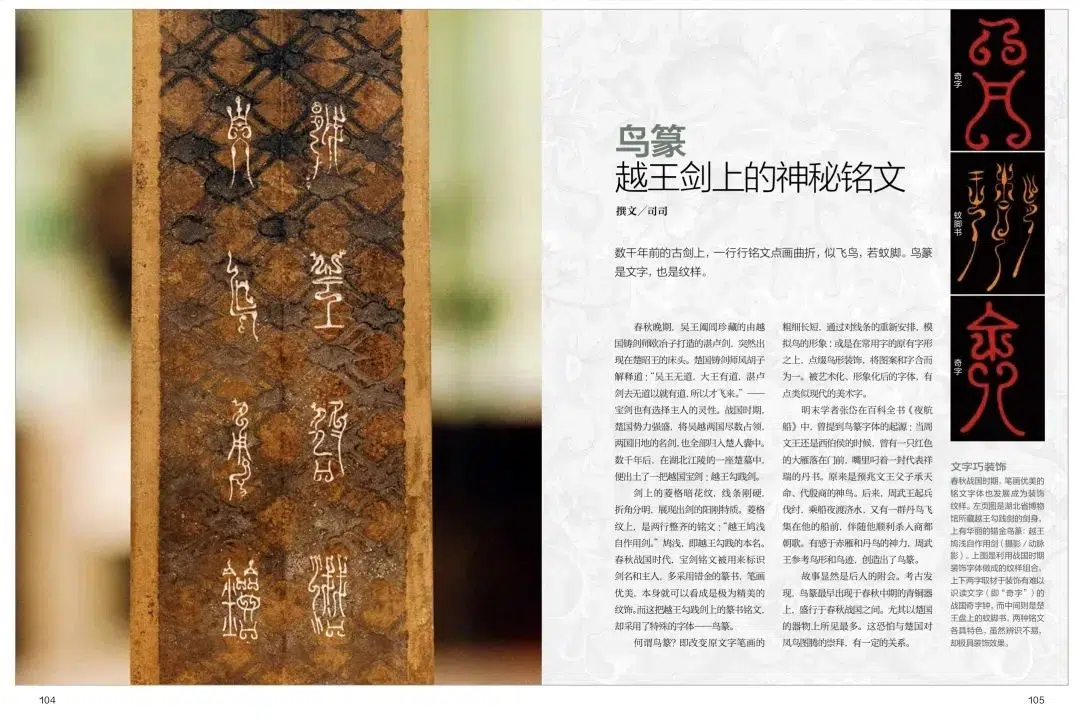 鸟篆
越王剑上的神秘铭文
撰文／司司
数千年前的古剑上，一行行铭文点画曲折，似飞鸟，若蚊脚。鸟篆
是文字，也是纹样。
春秋晚期，吴王阖闾珍藏的由越
国铸剑师欧冶子打造的湛卢剑，突然出
现在楚昭王的床头。楚国铸剑师风胡子
解释道：“吴王无道，大王有道，湛卢
剑去无道以就有道，所以才飞来。”——
宝剑也有选择主人的灵性。战国时期，
楚国势力强盛，将吴越两国尽数占领，
两国旧地的名剑，也全部归入楚人囊中。
数千年后，在湖北江陵的一座楚墓中，
便出土了一把越国宝剑：越王勾践剑。
剑上的菱格暗花纹，线条刚硬，
折角分明，展现出剑的阳刚特质。菱格
纹上，是两行整齐的铭文：“越王鸠浅
自作用剑。”鸠浅，即越王勾践的本名。
春秋战国时代，宝剑铭文被用来标识
剑名和主人，多采用错金的篆书，笔画
优美，本身就可以看成是极为精美的
纹饰。而这把越王勾践剑上的篆书铭文，
却采用了特殊的字体——鸟篆。
何谓鸟篆？即改变原文字笔画的
粗细长短，通过对线条的重新安排，模
拟鸟的形象；或是在常用字的原有字形
之上，点缀鸟形装饰，将图案和字合而
为一。被艺术化、形象化后的字体，有
点类似现代的美术字。
明末学者张岱在百科全书《夜航
船》中，曾提到鸟篆字体的起源：当周
文王还是西伯侯的时候，曾有一只红色
的大雁落在门前，嘴里叼着一封代表祥
瑞的丹书。原来是预兆文王父子承天
命、代殷商的神鸟。后来，周武王起兵
伐纣，乘船夜渡济水，又有一群丹鸟飞
集在他的船前，伴随他顺利杀入商都
朝歌。有感于赤雁和丹鸟的神力，周武
王参考鸟形和鸟迹，创造出了鸟篆。
故事显然是后人的附会。考古发
现，鸟篆最早出现于春秋中期的青铜器
上，盛行于春秋战国之间。尤其以楚国
的器物上所见最多。这恐怕与楚国对
凤鸟图腾的崇拜，有一定的关系。
奇字
蚊脚书
奇字
文字巧装饰
春秋战国时期，笔画优美的
铭文字体也发展成为装饰
纹样。左页图是湖北省博物
馆所藏越王勾践剑的剑身，
上有华丽的错金鸟篆：越王
鸠浅自作用剑（摄影／动脉
影）。上图是利用战国时期
装饰字体做成的纹样组合，
上下两字取材于装饰有难以
识读文字（即“奇字”）的
战国奇字钟，而中间则是楚
王盘上的蚊脚书，两种铭文
各具特色，虽然辨识不易，
却极具装饰效果。
104
105